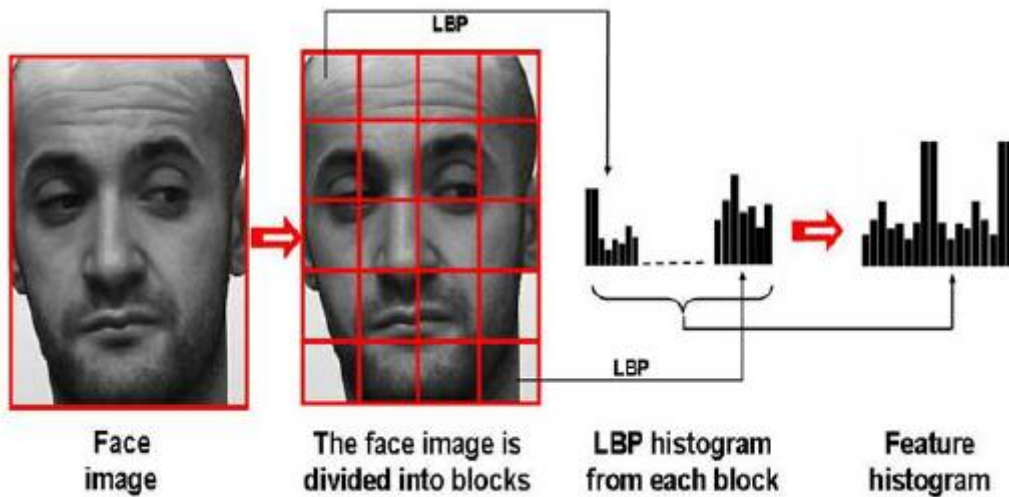 LBP
LBP
Face
image
The face image is
divided into blocks
LBP histogram
from each block
Feature
histogram